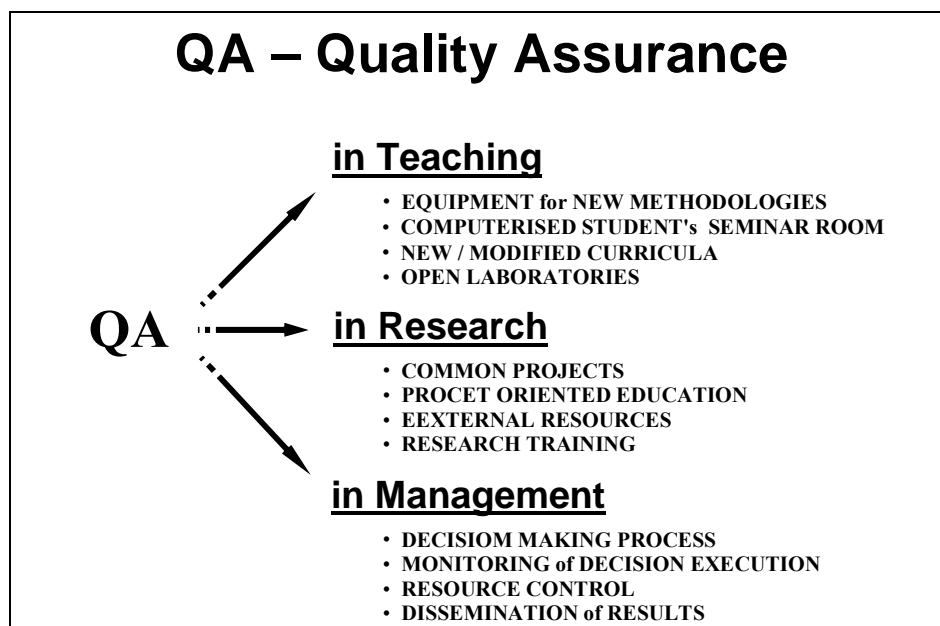 QA – Quality Assurance
in Teaching
• EQUIPMENT for NEW METHODOLOGIES
• COMPUTERISED STUDENT's SEMINAR ROOM
• NEW / MODIFIED CURRICULA
• OPEN LABORATORIES
QA
in Research
• COMMON PROJECTS
• PROCET ORIENTED EDUCATION
• EEXTERNAL RESOURCES
• RESEARCH TRAINING
in Management
• DECISIOM MAKING PROCESS
• MONITORING of DECISION EXECUTION
• RESOURCE CONTROL
• DISSEMINATION of RESULTS